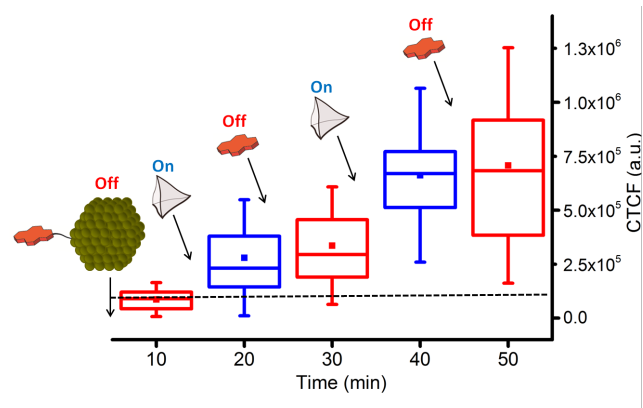 Off
1.3x10⁶
On
1.0x10⁶
Off
On
7.5x10⁵
Off
5.0x10⁵
2.5x10⁵
0.0
CTCF (a.u.)
10 20 30 40 50
Time (min)